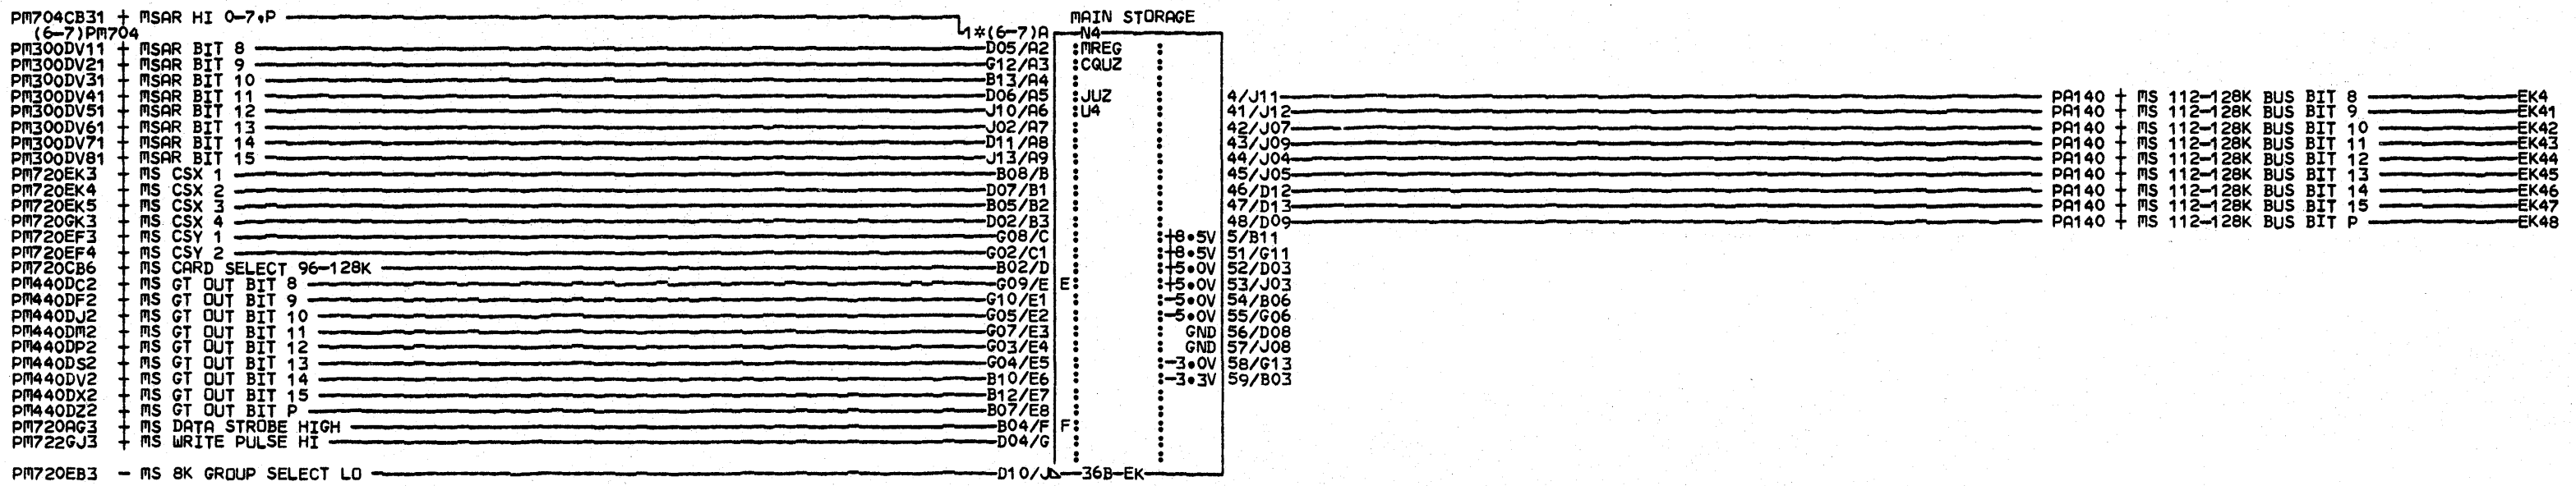 PM704CB31 + MSAR HI 0-7,P MAIN STORAGE
(6-7)PM704 1*(6-7)A N4
PM300DV11 + MSAR BIT 8 D05/A2 MREG
PM300DV21 + MSAR BIT 9 G12/A3 CQUZ
PM300DV31 + MSAR BIT 10 B13/A4
PM300DV41 + MSAR BIT 11 D06/A5 JUZ 4/J11 PA140 + MS 112-128K BUS BIT 8 EK4
PM300DV51 + MSAR BIT 12 J10/A6 U4 41/J12 PA140 + MS 112-128K BUS BIT 9 EK41
PM300DV61 + MSAR BIT 13 J02/A7 42/J07 PA140 + MS 112-128K BUS BIT 10 EK42
PM300DV71 + MSAR BIT 14 D11/A8 43/J09 PA140 + MS 112-128K BUS BIT 11 EK43
PM300DV81 + MSAR BIT 15 J13/A9 44/J04 PA140 + MS 112-128K BUS BIT 12 EK44
PM720EK3 + MS CSX 1 B08/B 45/J05 PA140 + MS 112-128K BUS BIT 13 EK45
PM720EK4 + MS CSX 2 D07/B1 46/D12 PA140 + MS 112-128K BUS BIT 14 EK46
PM720EK5 + MS CSX 3 B05/B2 47/D13 PA140 + MS 112-128K BUS BIT 15 EK47
PM720GK3 + MS CSX 4 D02/B3 48/D09 PA140 + MS 112-128K BUS BIT P EK48
PM720EF3 + MS CSY 1 G08/C +8.5V 5/B11
PM720EF4 + MS CSY 2 G02/C1 +8.5V 51/G11
PM720CB6 + MS CARD SELECT 96-128K B02/D +5.0V 52/D03
PM440DC2 + MS GT OUT BIT 8 G09/E E +5.0V 53/J03
PM440DF2 + MS GT OUT BIT 9 G10/E1 -5.0V 54/B06
PM440DJ2 + MS GT OUT BIT 10 G05/E2 -5.0V 55/G06
PM440DM2 + MS GT OUT BIT 11 G07/E3 GND 56/D08
PM440DP2 + MS GT OUT BIT 12 G03/E4 GND 57/J08
PM440DS2 + MS GT OUT BIT 13 G04/E5 -3.0V 58/G13
PM440DV2 + MS GT OUT BIT 14 B10/E6 -3.3V 59/B03
PM440DX2 + MS GT OUT BIT 15 B12/E7
PM440DZ2 + MS GT OUT BIT P B07/E8
PM720AG3 + MS DATA STROBE HIGH B04/F F
PM722GJ3 + MS WRITE PULSE HI D04/G
PM720EB3 - MS 8K GROUP SELECT LO D10/J 36B-EK